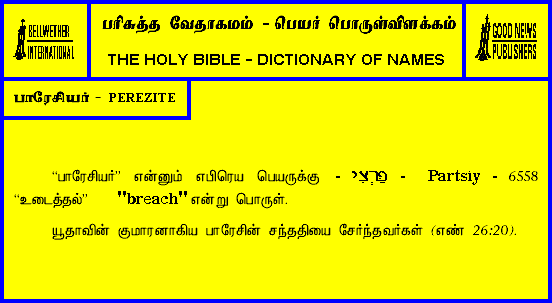 BELLWETHER
INTERNATIONAL
பரிசுத்த வேதாகமம் - பெயர் பொருள்விளக்கம்
THE HOLY BIBLE - DICTIONARY OF NAMES
GOOD NEWS
PUBLISHERS
பாரேசியர் - PEREZITE
“பாரேசியர்” என்னும் எபிரெய பெயருக்கு - פַּרְצִי - Partsiy - 6558
“உடைத்தல்” "breach" என்று பொருள்.
யூதாவின் குமாரனாகிய பாரேசின் சந்ததியை சேர்ந்தவர்கள் (எண் 26:20).